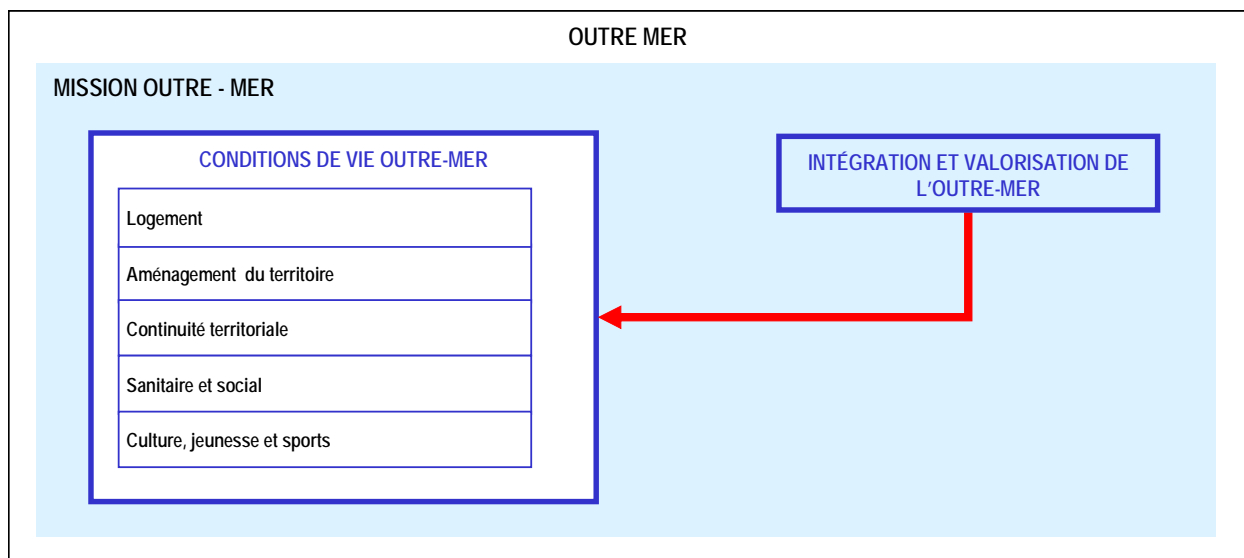 OUTRE MER
MISSION OUTRE - MER
CONDITIONS DE VIE OUTRE-MER
Logement
Aménagement du territoire
Continuité territoriale
Sanitaire et social
Culture, jeunesse et sports
INTÉGRATION ET VALORISATION DE
L'OUTRE-MER